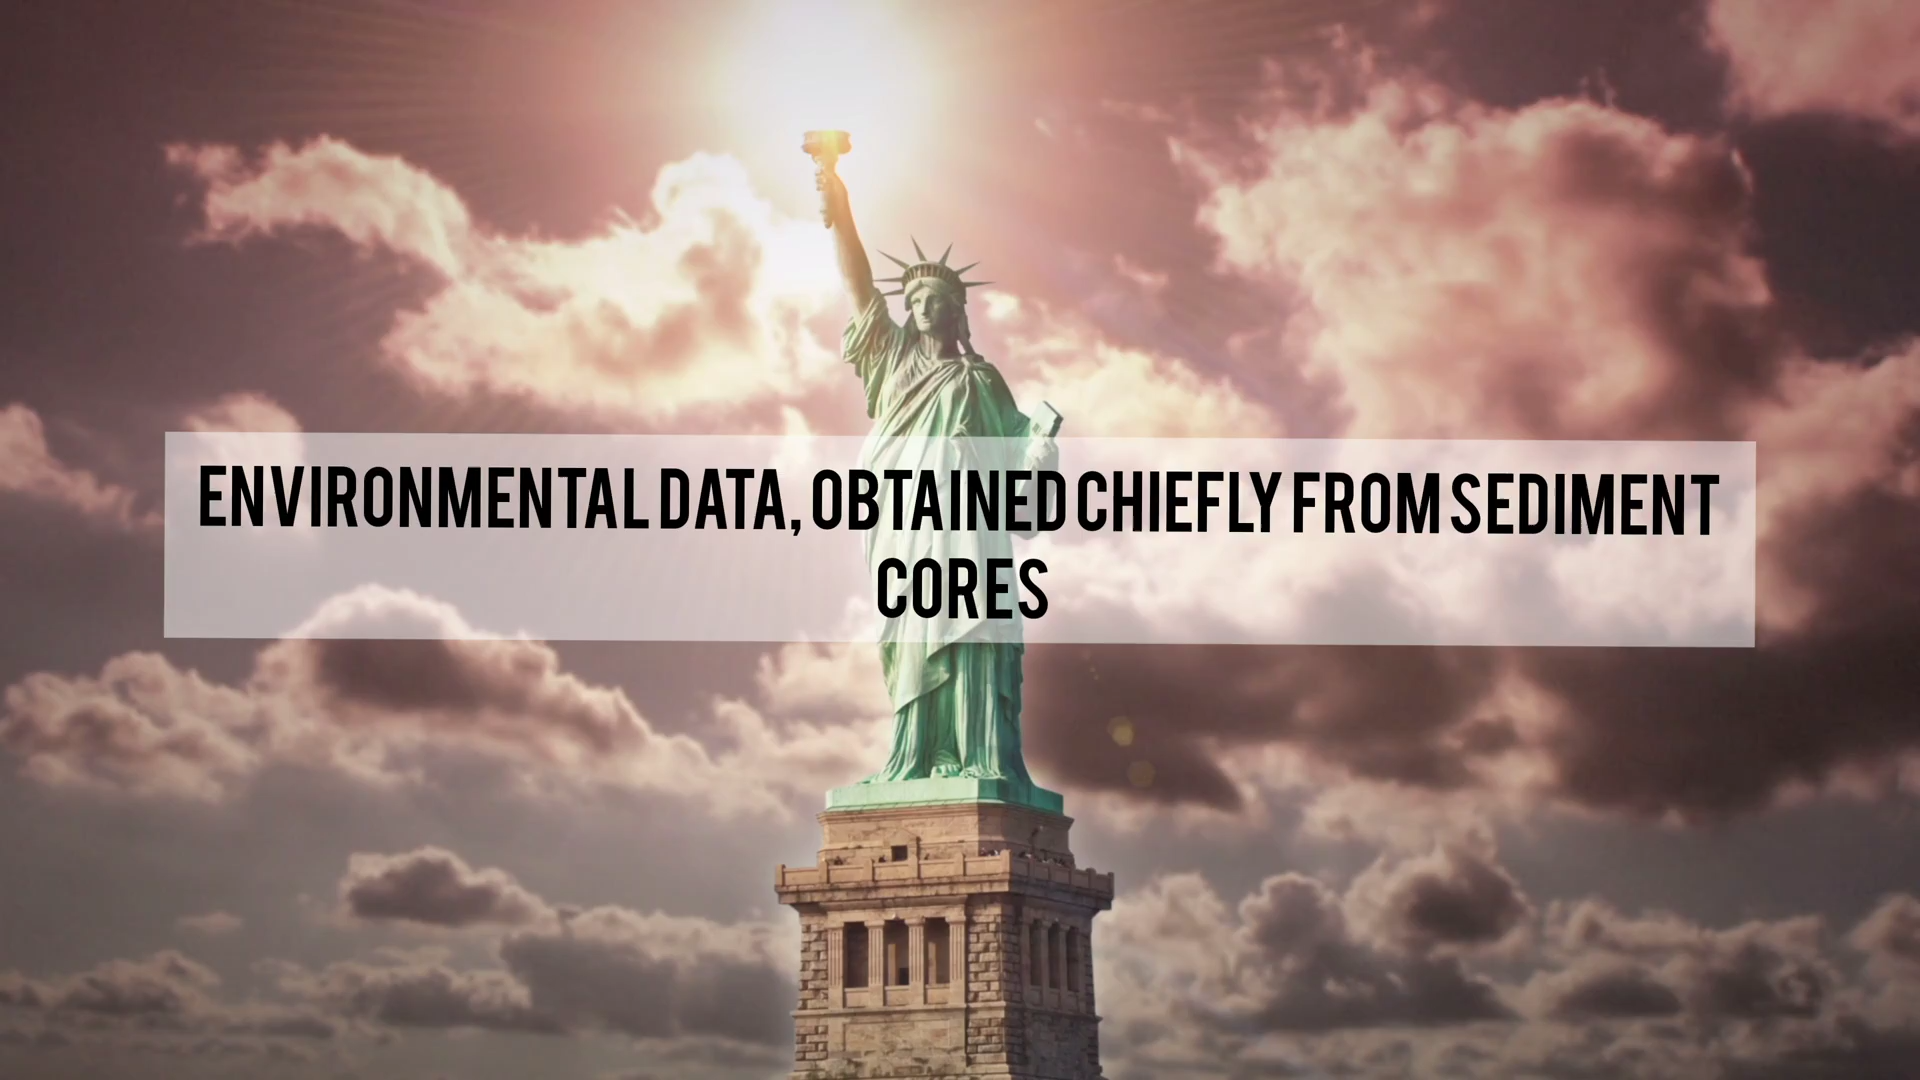 ENVIRONMENTAL DATA, OBTAINED CHIEFLY FROM SEDIMENT
CORES